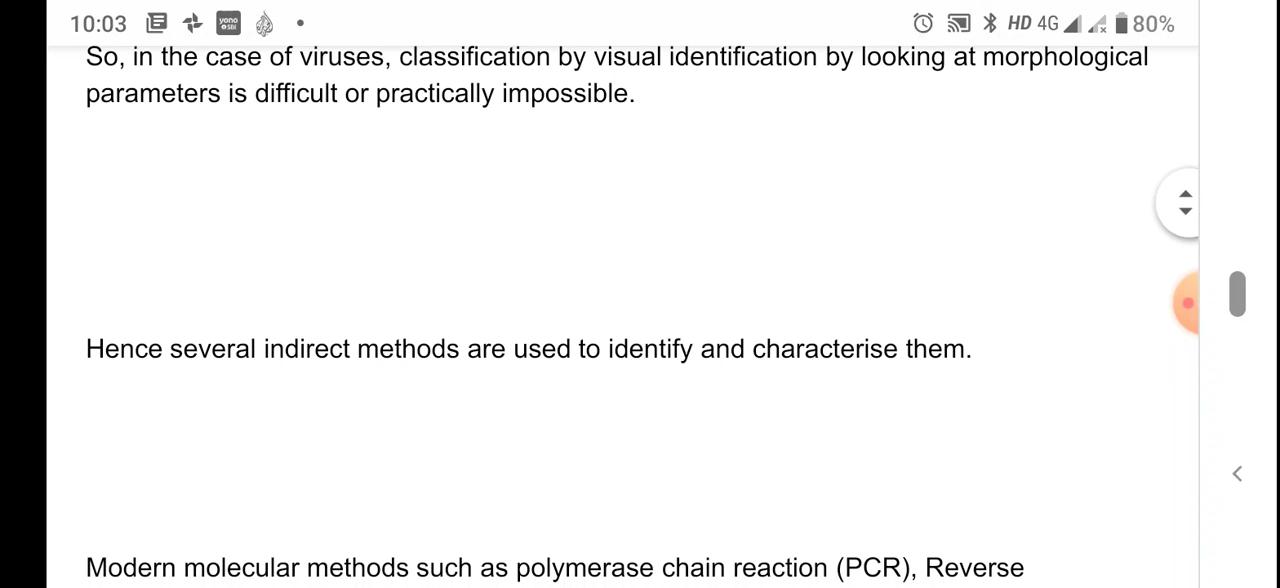 10:03 yono SBI HD 4G 80%
So, in the case of viruses, classification by visual identification by looking at morphological
parameters is difficult or practically impossible.
Hence several indirect methods are used to identify and characterise them.
Modern molecular methods such as polymerase chain reaction (PCR), Reverse